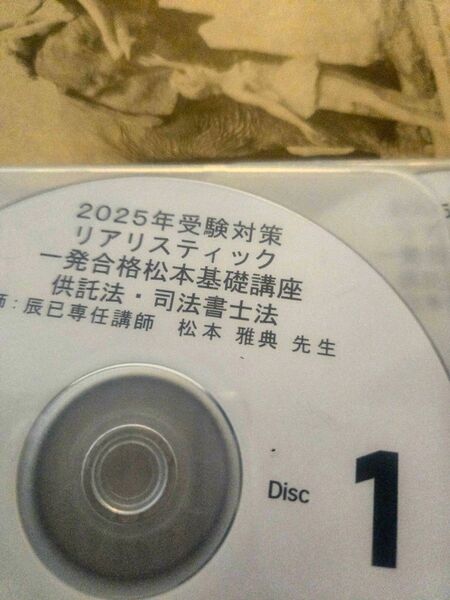 2025年受験対策
リアリスティック
一発合格松本基礎講座
供託法・司法書士法
師:辰已専任講師 松本 雅典 先生
Disc 1